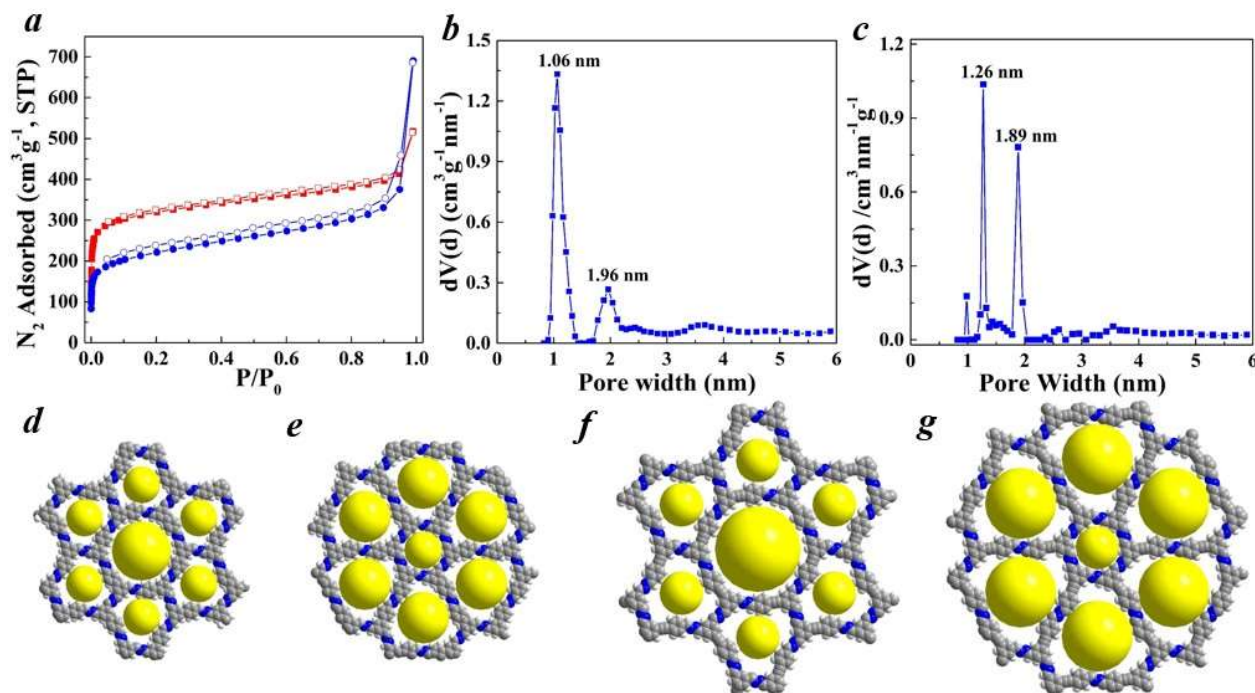 a
700
600
500
400
300
200
100
0
0.0 0.2 0.4 0.6 0.8 1.0
P/P0
N2 Adsorbed (cm3g-1, STP)
b
1.5
1.2
0.9
0.6
0.3
0.0
1.06 nm
1.96 nm
0 1 2 3 4 5 6
Pore width (nm)
dV(d) (cm3g-1nm-1)
c
1.2
0.8
0.4
0.0
1.26 nm
1.89 nm
0 1 2 3 4 5 6
Pore Width (nm)
dV(d) /cm3nm-1g-1
d
e
f
g